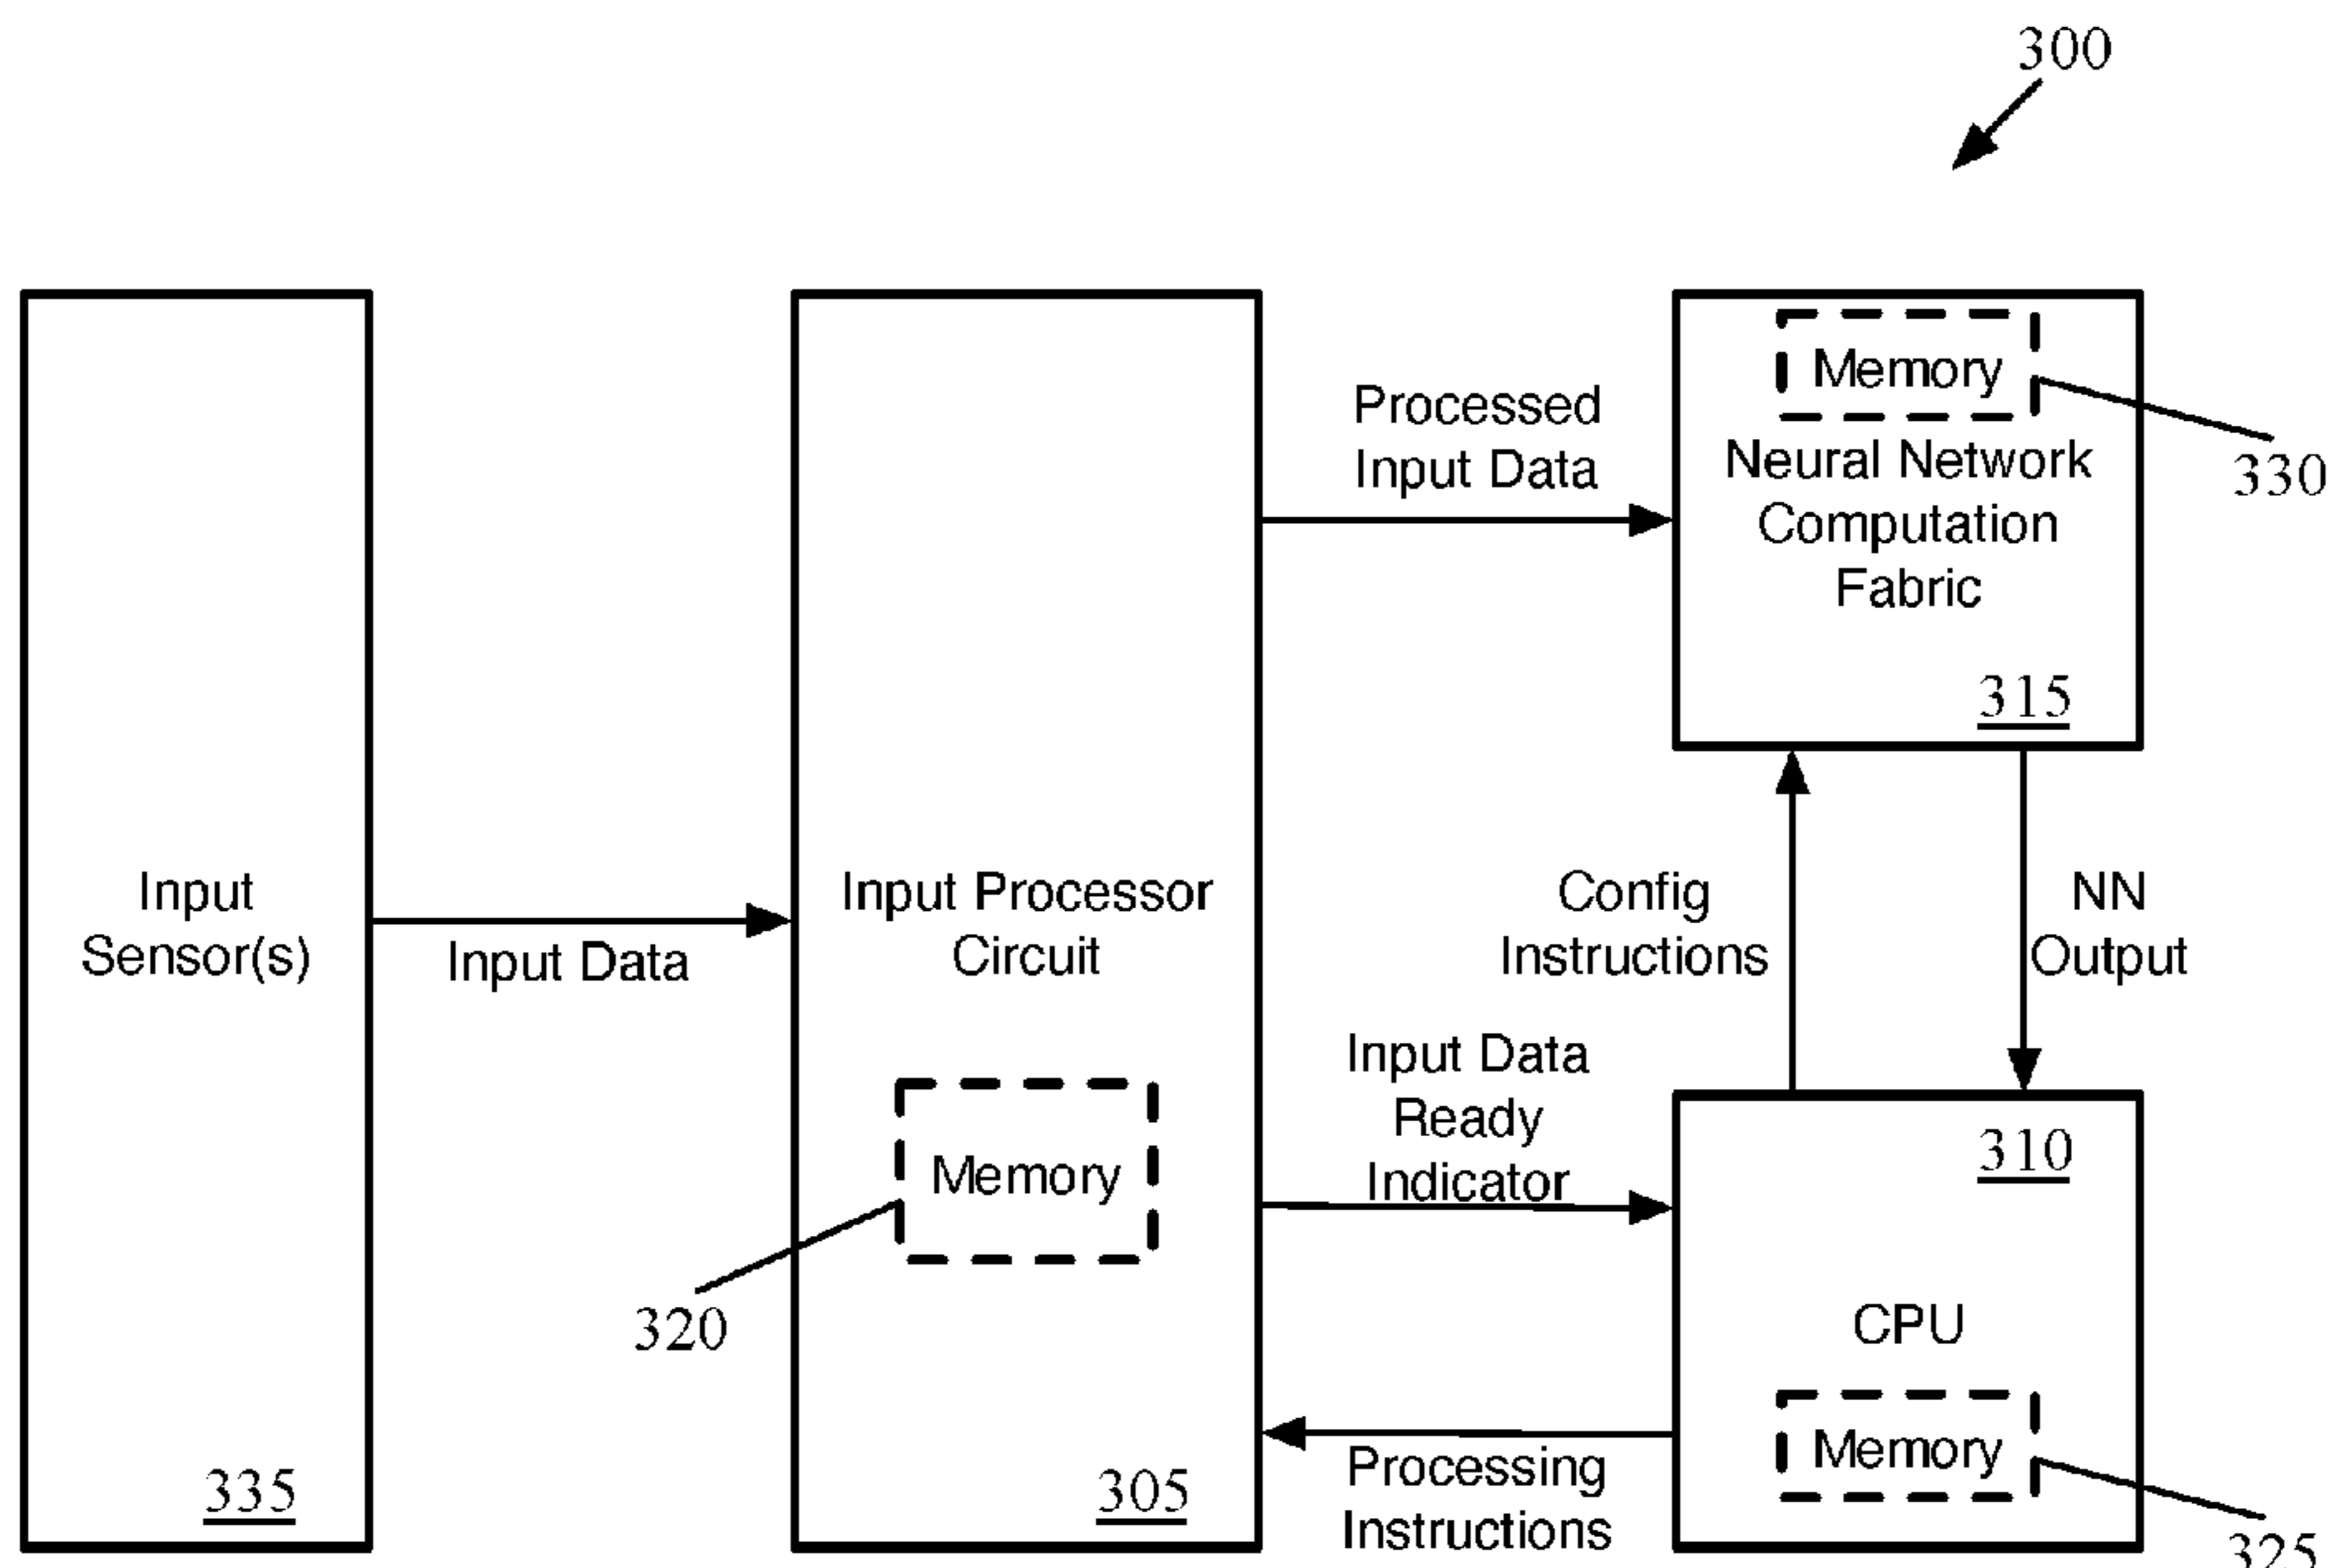 300
Input
Sensor(s)
335
Input Data
Input Processor
Circuit
Memory
320
305
Processed
Input Data
Memory
Neural Network
Computation
Fabric
330
315
Config
Instructions
NN
Output
Input Data
Ready
Indicator
310
CPU
Memory
325
Processing
Instructions